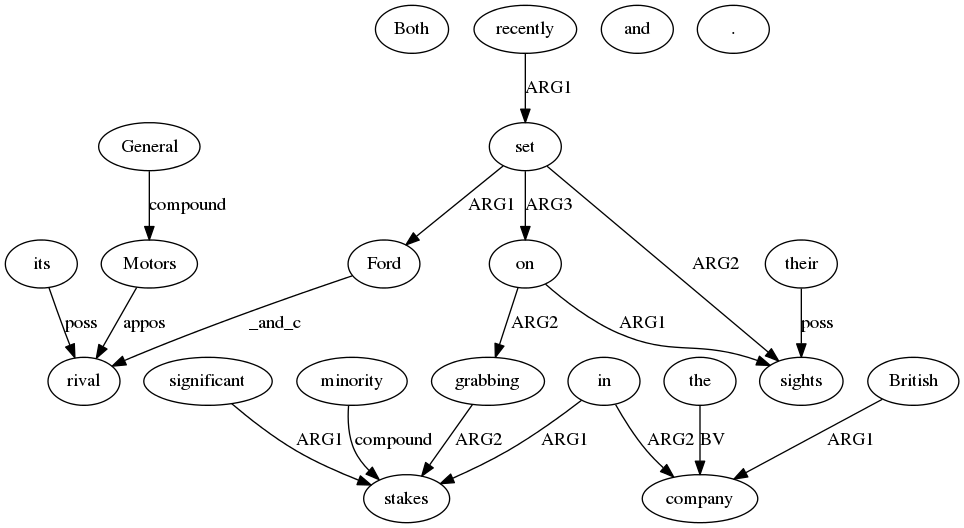 Both recently and .
ARG1
General set
compound ARG1 ARG3
its Motors Ford on ARG2 their
poss appos _and_c ARG2 ARG1 poss
rival significant minority grabbing in the sights British
ARG1 compound ARG2 ARG1 ARG2 BV ARG1
stakes company